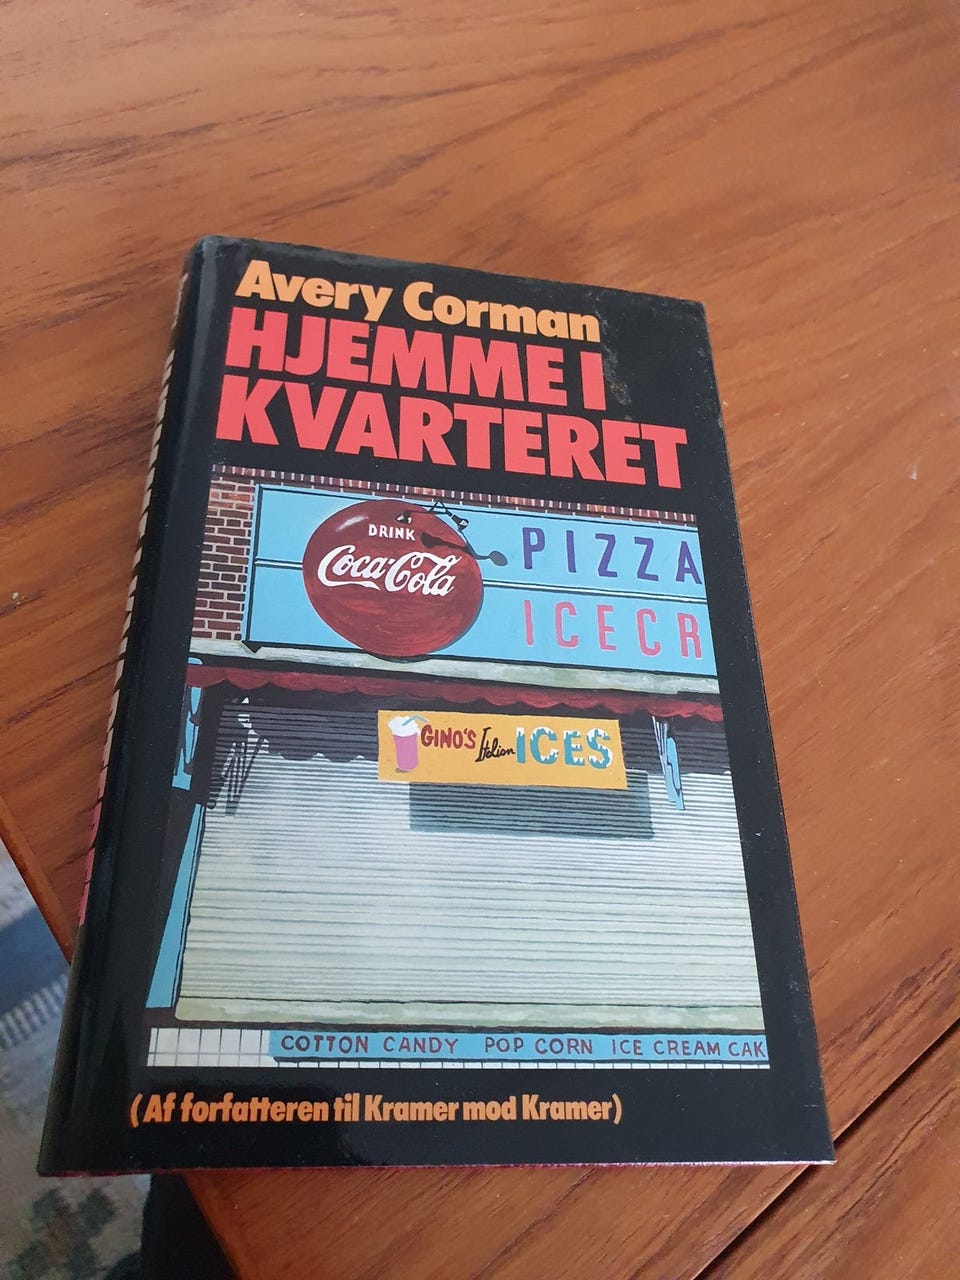 Avery Corman
HJEMME I
KVARTERET
DRINK
Coca-Cola
PIZZA
ICECR
GINO'S Italian ICES
COTTON CANDY POP CORN ICE CREAM CAK
(Af forfatteren til Kramer mod Kramer)